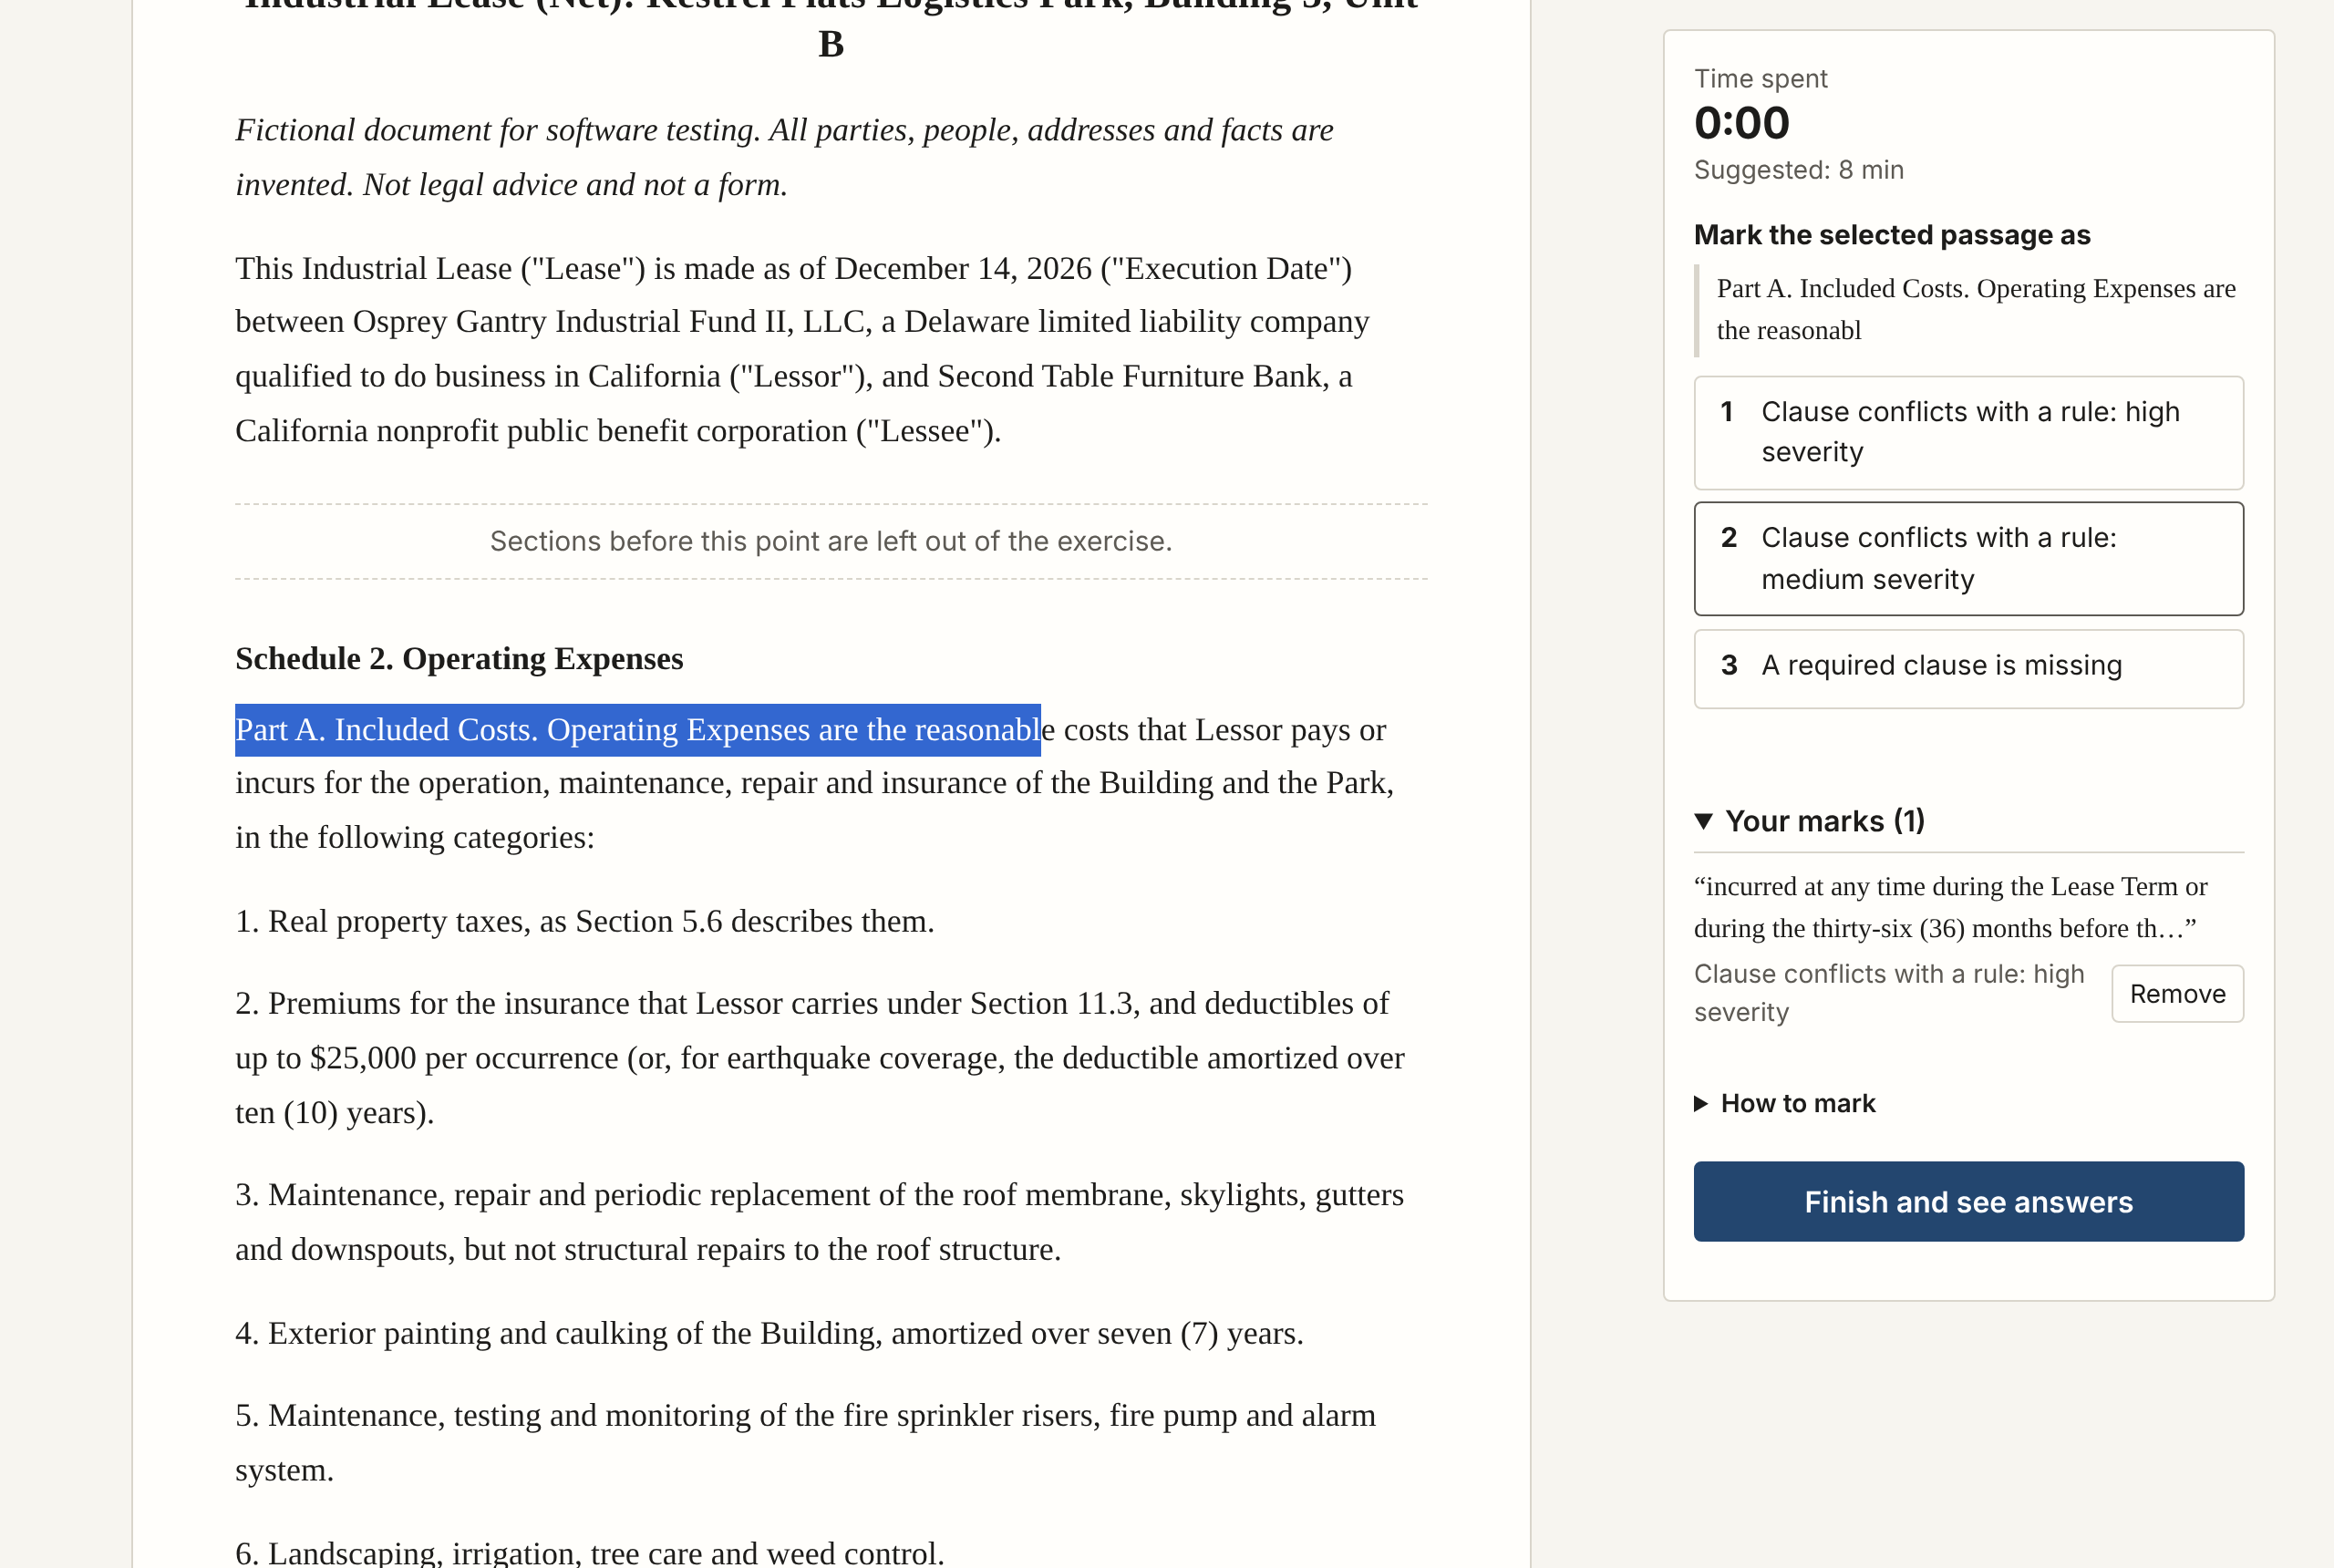 Industrial Lease (Net): Kestrel Flats Logistics Park, Building 3, Unit
B
Fictional document for software testing. All parties, people, addresses and facts are
invented. Not legal advice and not a form.
This Industrial Lease ("Lease") is made as of December 14, 2026 ("Execution Date")
between Osprey Gantry Industrial Fund II, LLC, a Delaware limited liability company
qualified to do business in California ("Lessor"), and Second Table Furniture Bank, a
California nonprofit public benefit corporation ("Lessee").
Sections before this point are left out of the exercise.
Schedule 2. Operating Expenses
Part A. Included Costs. Operating Expenses are the reasonable costs that Lessor pays or
incurs for the operation, maintenance, repair and insurance of the Building and the Park,
in the following categories:
1. Real property taxes, as Section 5.6 describes them.
2. Premiums for the insurance that Lessor carries under Section 11.3, and deductibles of
up to $25,000 per occurrence (or, for earthquake coverage, the deductible amortized over
ten (10) years).
3. Maintenance, repair and periodic replacement of the roof membrane, skylights, gutters
and downspouts, but not structural repairs to the roof structure.
4. Exterior painting and caulking of the Building, amortized over seven (7) years.
5. Maintenance, testing and monitoring of the fire sprinkler risers, fire pump and alarm
system.
6. Landscaping, irrigation, tree care and weed control.
Time spent
0:00
Suggested: 8 min
Mark the selected passage as
Part A. Included Costs. Operating Expenses are
the reasonabl
1 Clause conflicts with a rule: high
severity
2 Clause conflicts with a rule:
medium severity
3 A required clause is missing
▼ Your marks (1)
“incurred at any time during the Lease Term or
during the thirty-six (36) months before th…”
Clause conflicts with a rule: high
severity
Remove
▶ How to mark
Finish and see answers